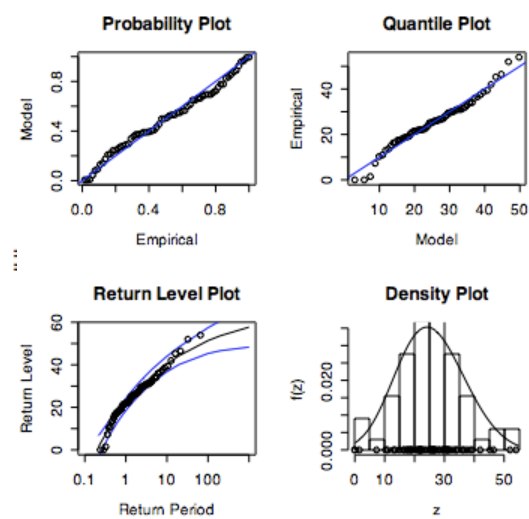 Probability Plot
Model
0.0 0.4 0.8
0.0 0.4 0.8
Empirical
Quantile Plot
Empirical
0 20 40
10 20 30 40 50
Model
Return Level Plot
Return Level
0 20 40 60
0.1 1 10 100
Return Period
Density Plot
f(z)
0.000 0.020
0 10 20 30 40 50
z